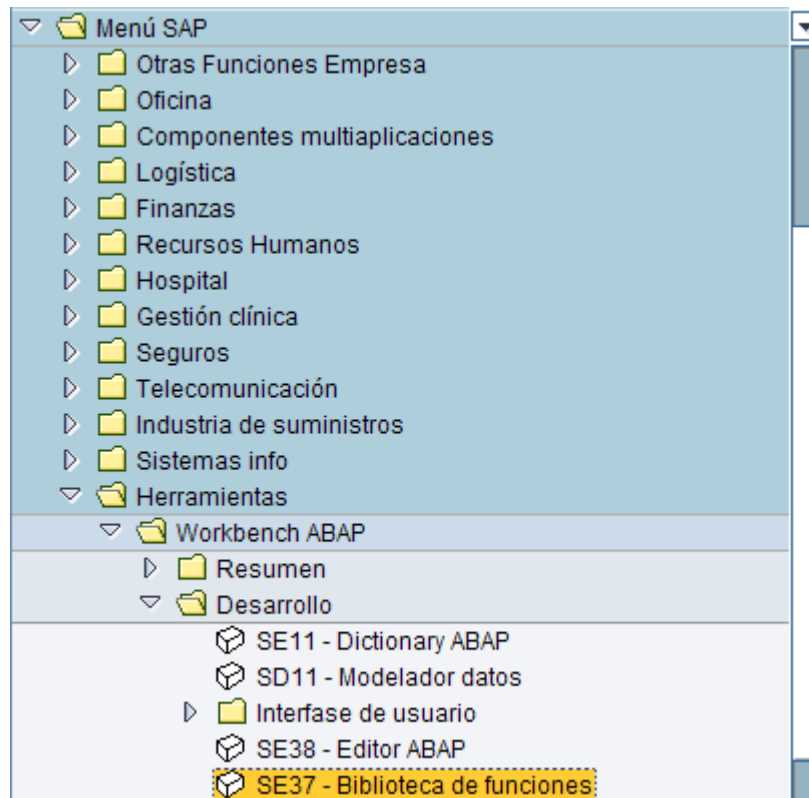 Menú SAP
Otras Funciones Empresa
Oficina
Componentes multiaplicaciones
Logística
Finanzas
Recursos Humanos
Hospital
Gestión clínica
Seguros
Telecomunicación
Industria de suministros
Sistemas info
Herramientas
Workbench ABAP
Resumen
Desarrollo
SE11 - Dictionary ABAP
SD11 - Modelador datos
Interfase de usuario
SE38 - Editor ABAP
SE37 - Biblioteca de funciones